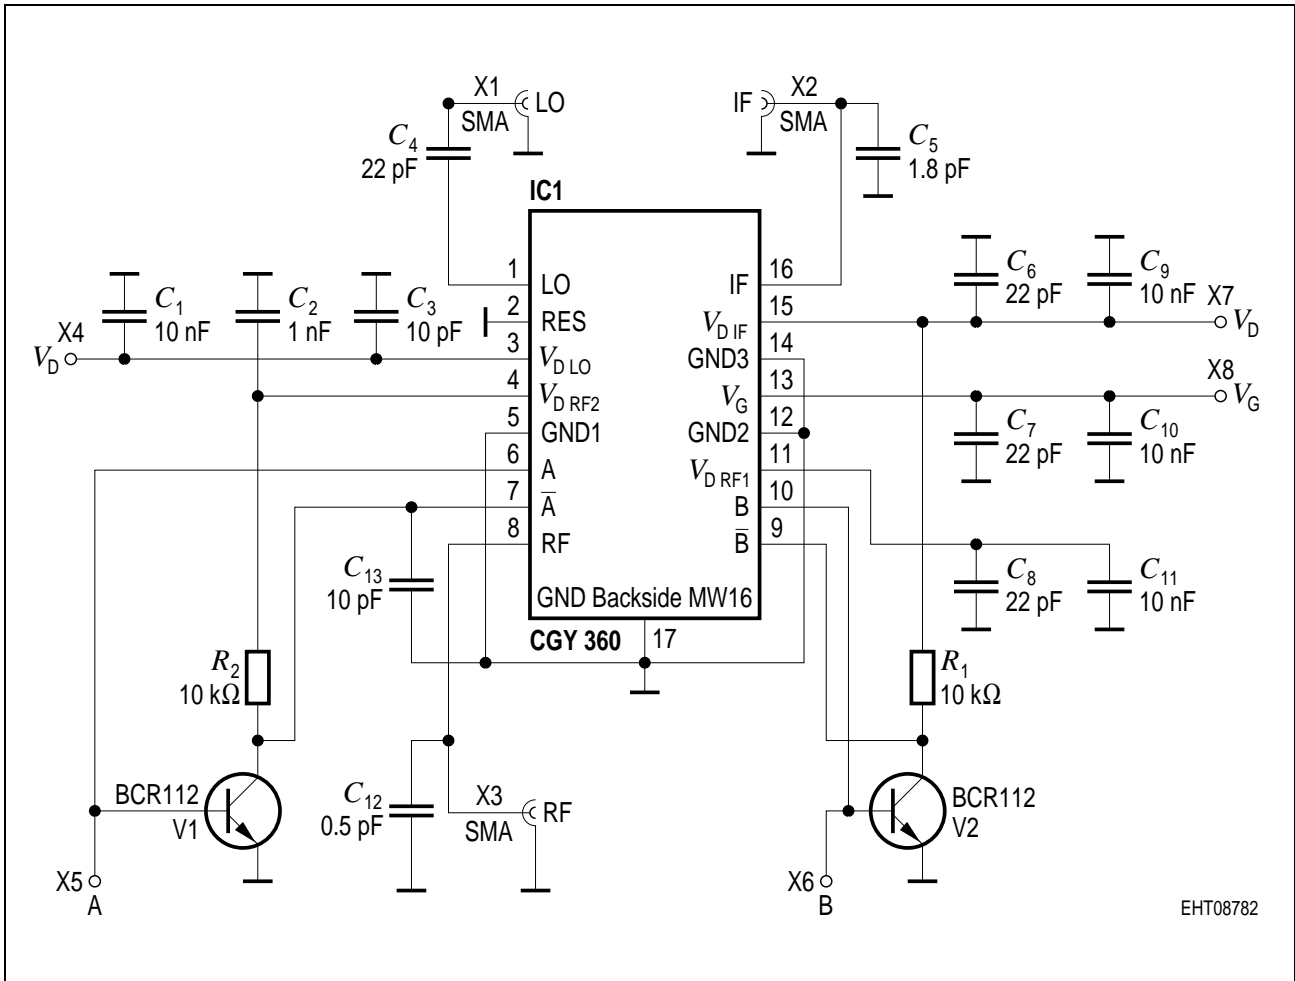 X1
LO
SMA
IF
X2
SMA
C4
22 pF
C5
1.8 pF
IC1
1
LO
2
RES
3
VD LO
4
VD RF2
5
GND1
6
A
7
A̅
8
RF
16
IF
15
VD IF
14
GND3
13
VG
12
GND2
11
VD RF1
10
B
9
B̅
GND Backside MW16
CGY 360
17
C1
10 nF
C2
1 nF
C3
10 pF
X4
VD
C6
22 pF
C9
10 nF
X7
VD
X8
VG
C7
22 pF
C10
10 nF
C8
22 pF
C11
10 nF
C13
10 pF
R2
10 kΩ
R1
10 kΩ
BCR112
V1
C12
0.5 pF
X3
RF
SMA
BCR112
V2
X5
A
X6
B
EHT08782